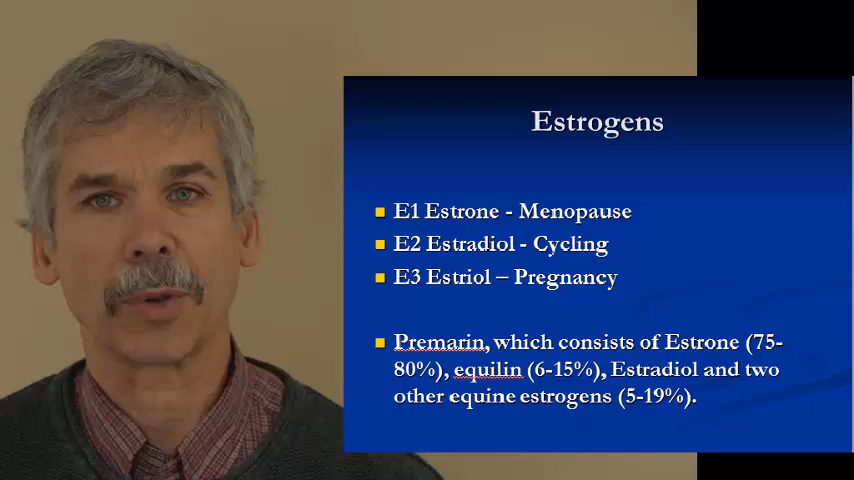 Estrogens
E1 Estrone - Menopause
E2 Estradiol - Cycling
E3 Estriol – Pregnancy
Premarin, which consists of Estrone (75-
80%), equilin (6-15%), Estradiol and two
other equine estrogens (5-19%).